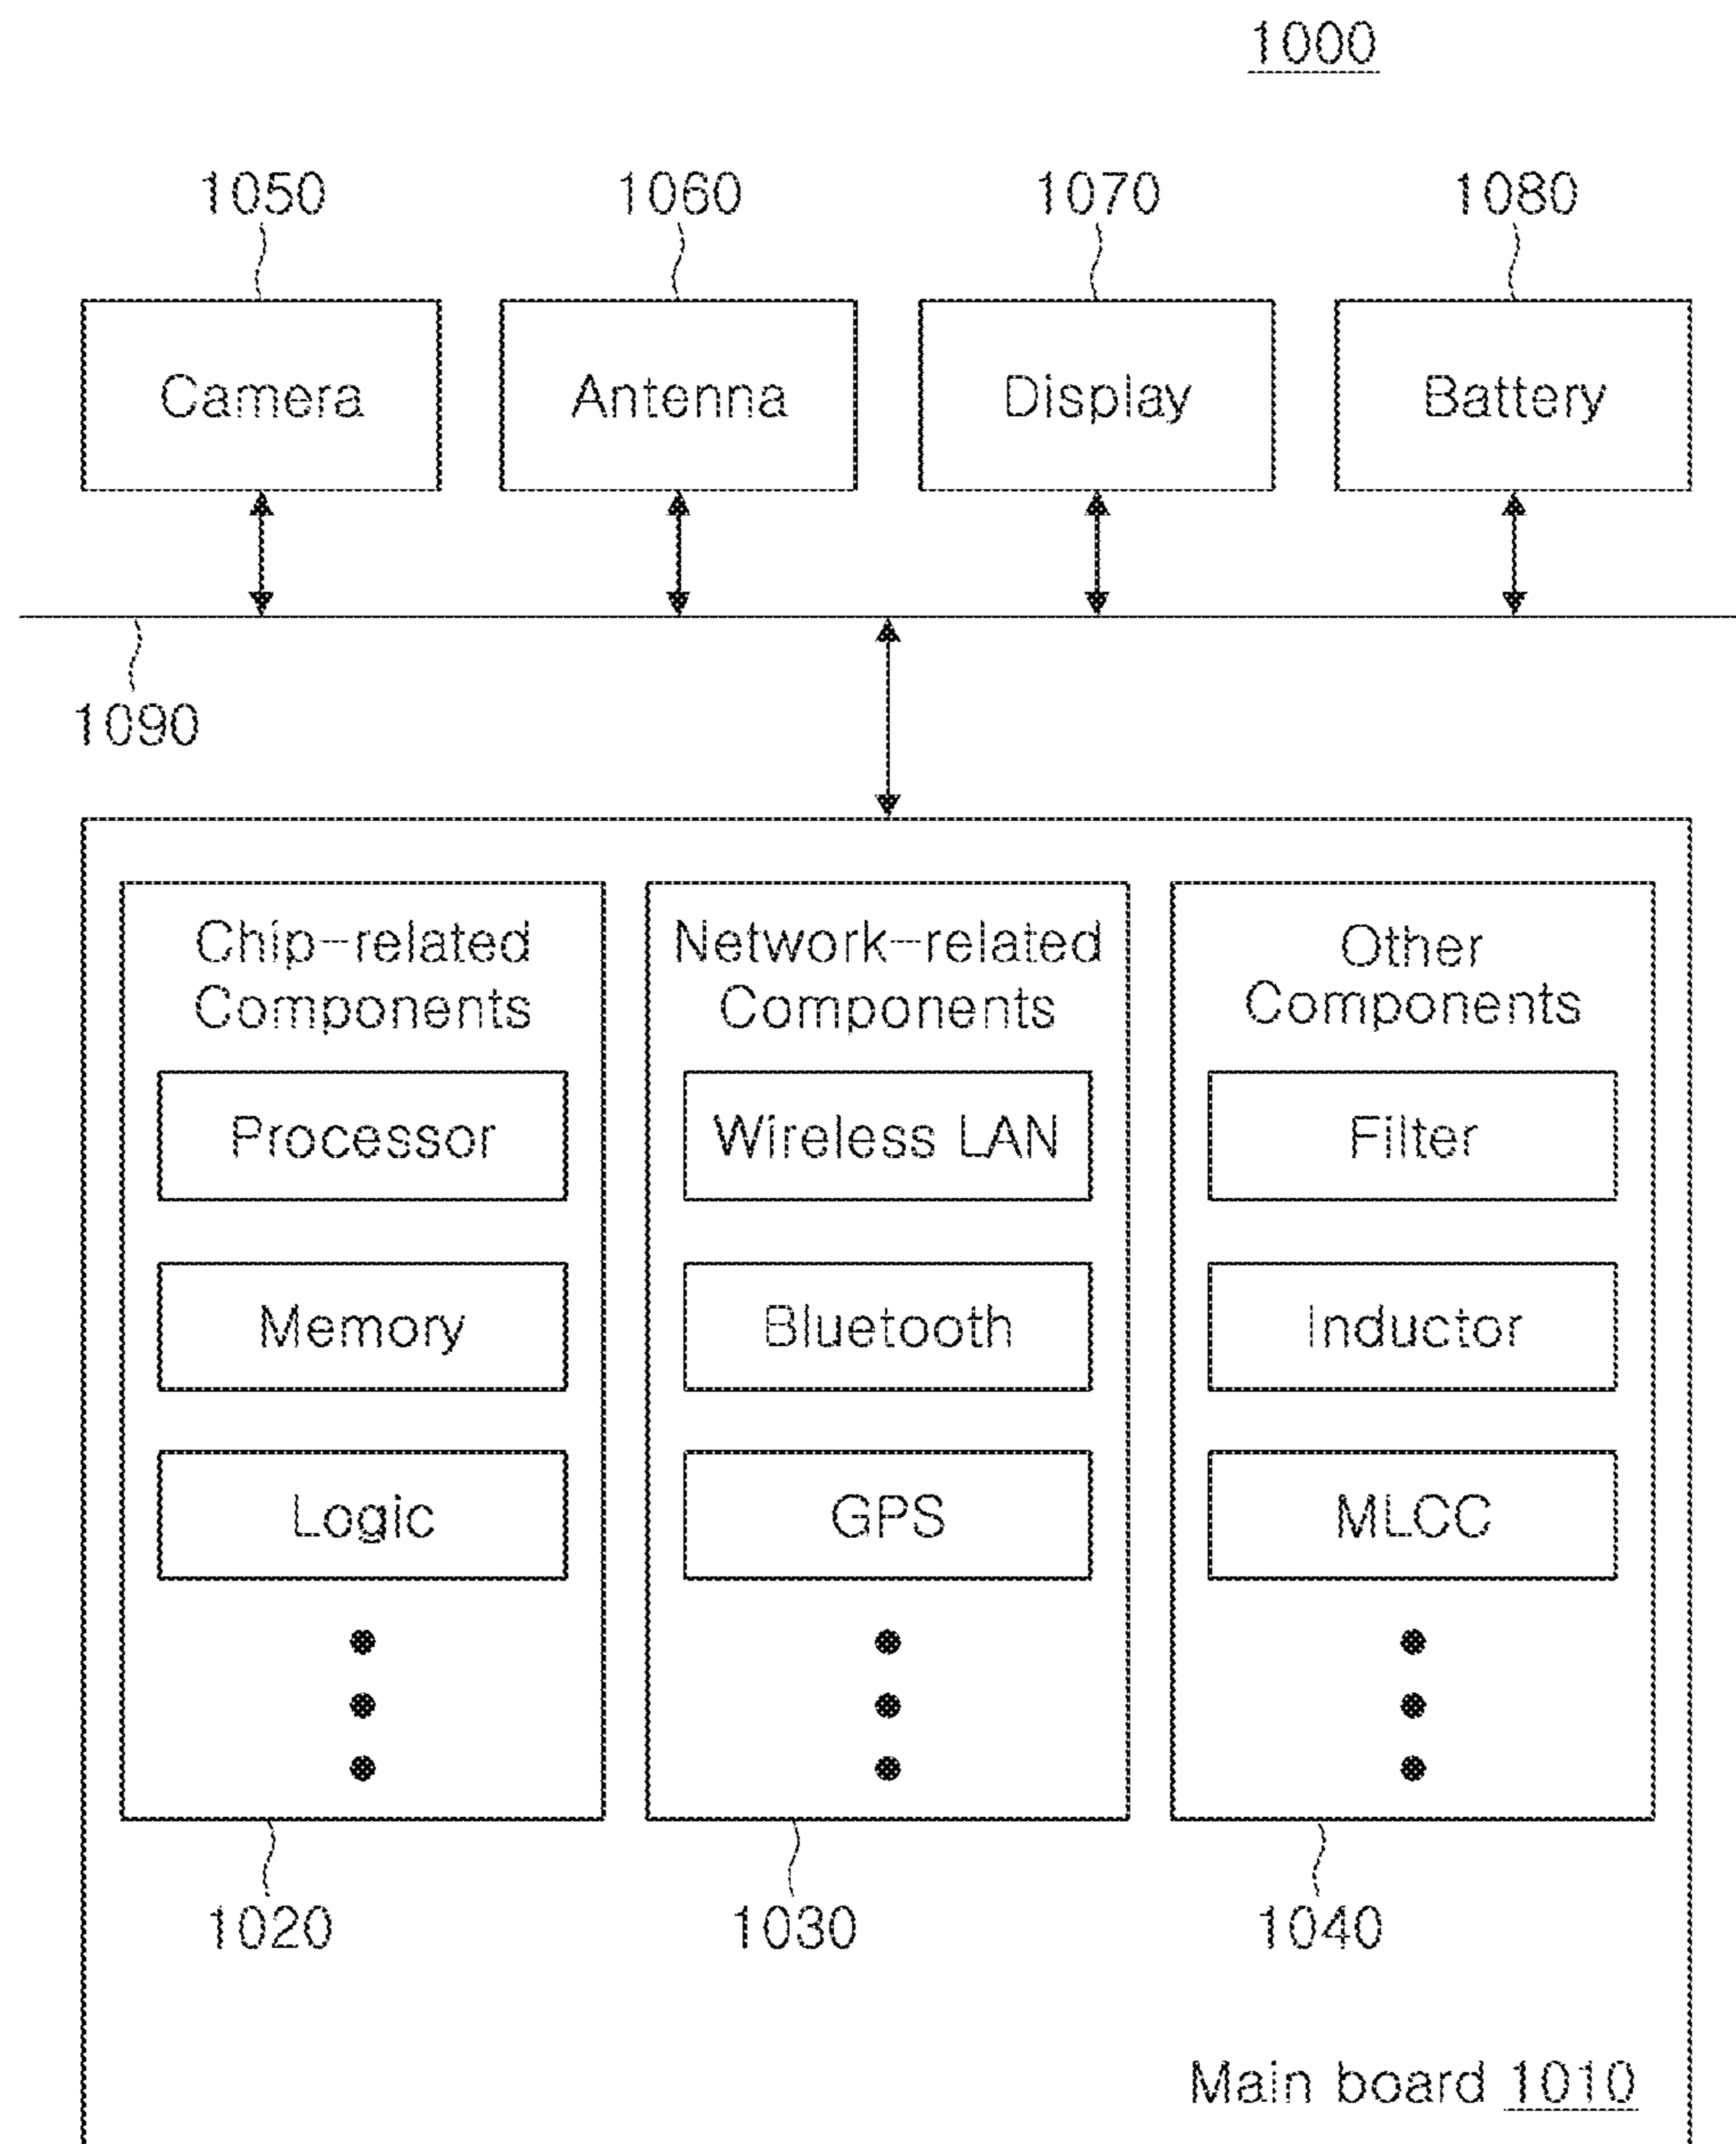 1000
1050 1060 1070 1080
Camera Antenna Display Battery
1090
Chip-related
Components
Processor
Memory
Logic
1020
Network-related
Components
Wireless LAN
Bluetooth
GPS
1030
Other
Components
Filter
Inductor
MLCC
1040
Main board 1010